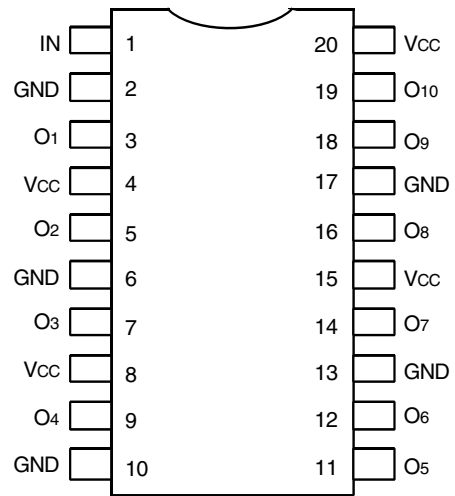 IN 1 20 VCC
GND 2 19 O10
O1 3 18 O9
VCC 4 17 GND
O2 5 16 O8
GND 6 15 VCC
O3 7 14 O7
VCC 8 13 GND
O4 9 12 O6
GND 10 11 O5